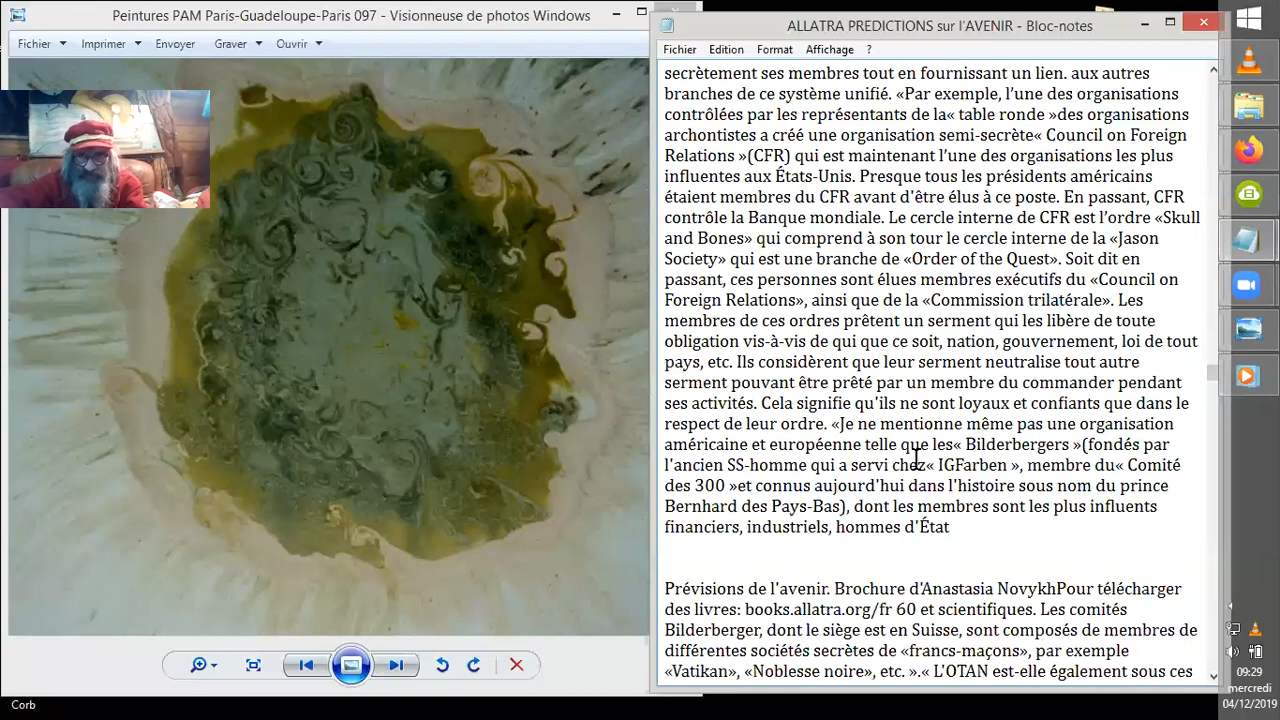 Peintures PAM Paris-Guadeloupe-Paris 097 - Visionneuse de photos Windows
Fichier Imprimer Envoyer Graver Ouvrir
ALLATRA PREDICTIONS sur l'AVENIR - Bloc-notes
Fichier Edition Format Affichage ?
secrètement ses membres tout en fournissant un lien. aux autres
branches de ce système unifié. «Par exemple, l'une des organisations
contrôlées par les représentants de la« table ronde »des organisations
archontistes a créé une organisation semi-secrète« Council on Foreign
Relations »(CFR) qui est maintenant l'une des organisations les plus
influentes aux États-Unis. Presque tous les présidents américains
étaient membres du CFR avant d'être élus à ce poste. En passant, CFR
contrôle la Banque mondiale. Le cercle interne de CFR est l'ordre «Skull
and Bones» qui comprend à son tour le cercle interne de la «Jason
Society» qui est une branche de «Order of the Quest». Soit dit en
passant, ces personnes sont élues membres exécutifs du «Council on
Foreign Relations», ainsi que de la «Commission trilatérale». Les
membres de ces ordres prêtent un serment qui les libère de toute
obligation vis-à-vis de qui que ce soit, nation, gouvernement, loi de tout
pays, etc. Ils considèrent que leur serment neutralise tout autre
serment pouvant être prêté par un membre du commander pendant
ses activités. Cela signifie qu'ils ne sont loyaux et confiants que dans le
respect de leur ordre. «Je ne mentionne même pas une organisation
américaine et européenne telle que les« Bilderbergers »(fondés par
l'ancien SS-homme qui a servi chez« IGFarben », membre du« Comité
des 300 »et connus aujourd'hui dans l'histoire sous nom du prince
Bernhard des Pays-Bas), dont les membres sont les plus influents
financiers, industriels, hommes d'État
Prévisions de l'avenir. Brochure d'Anastasia NovykhPour télécharger
des livres: books.allatra.org/fr 60 et scientifiques. Les comités
Bilderberger, dont le siège est en Suisse, sont composés de membres de
différentes sociétés secrètes de «francs-maçons», par exemple
«Vatikan», «Noblesse noire», etc. ».« L'OTAN est-elle également sous ces
09:29
mercredi
04/12/2019
Corb